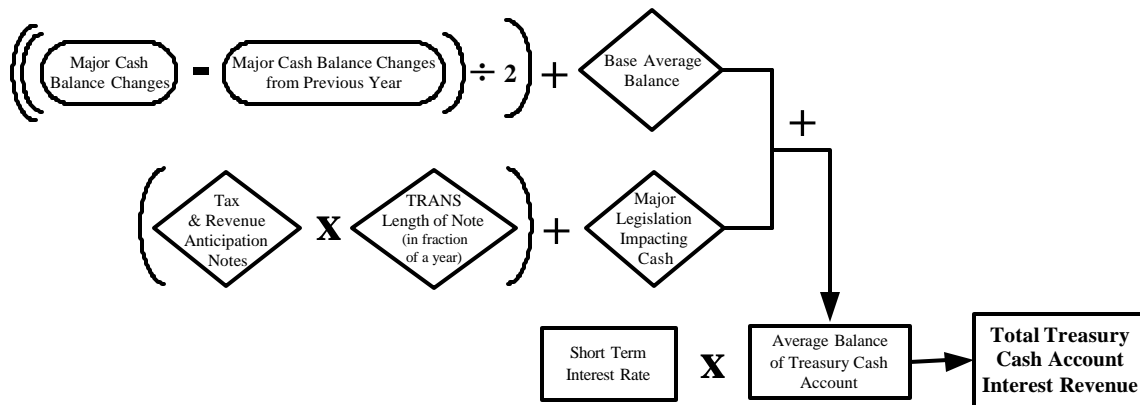 (((Major Cash
Balance Changes
-
Major Cash Balance Changes
from Previous Year
) ÷ 2) +
Base Average
Balance
+
(
Tax
& Revenue
Anticipation
Notes
x
TRANS
Length of Note
(in fraction
of a year)
) +
Major
Legislation
Impacting
Cash
Short Term
Interest Rate
x
Average Balance
of Treasury Cash
Account
Total Treasury
Cash Account
Interest Revenue